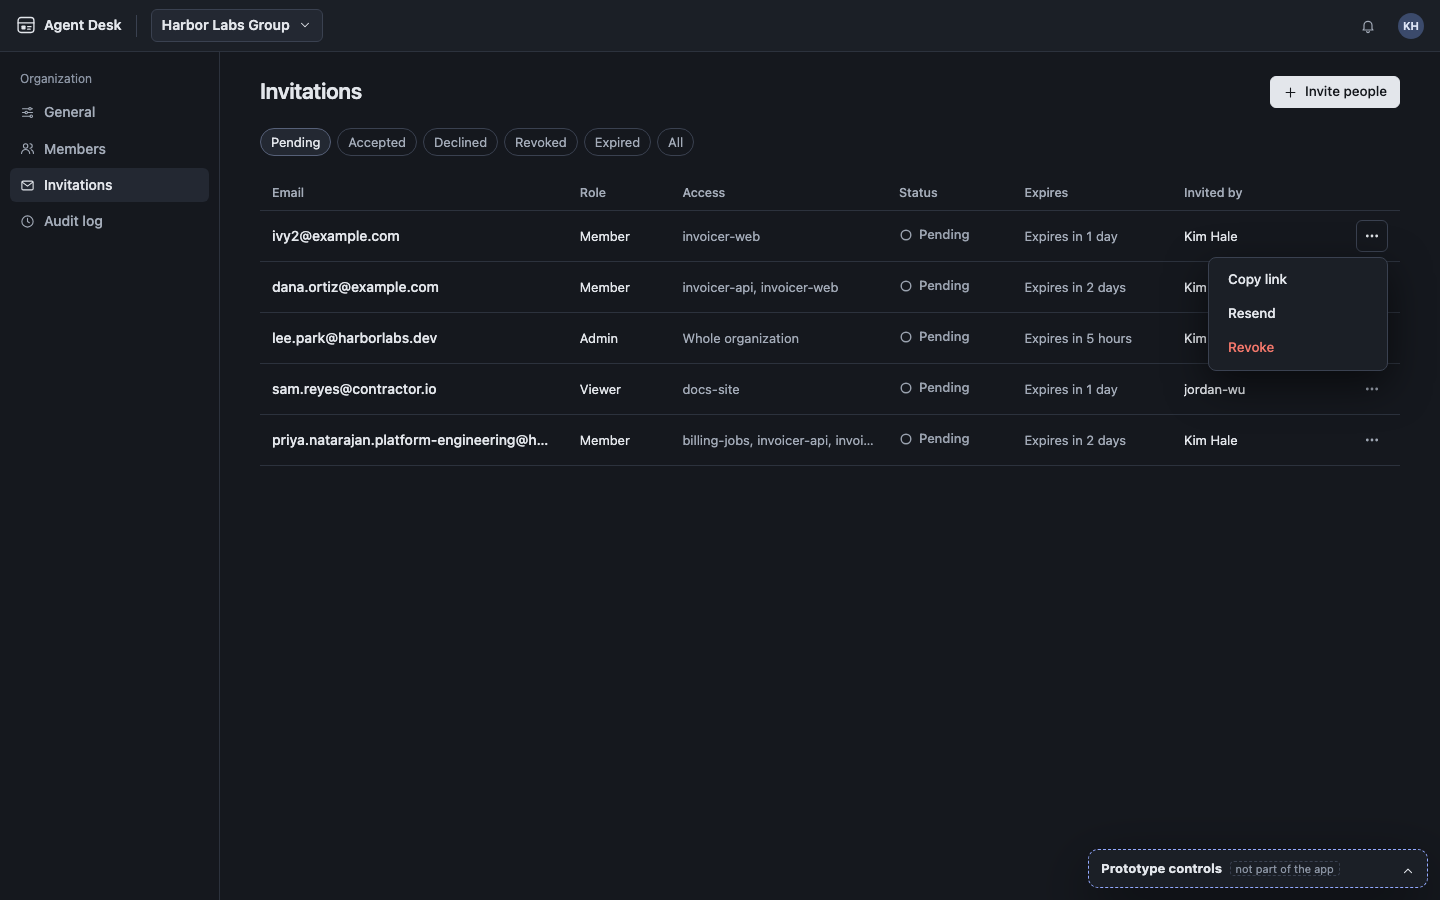 Agent Desk
Harbor Labs Group
KH
Organization
General
Members
Invitations
Audit log
Invitations
Invite people
Pending Accepted Declined Revoked Expired All
Email Role Access Status Expires Invited by
ivy2@example.com Member invoicer-web Pending Expires in 1 day Kim Hale
dana.ortiz@example.com Member invoicer-api, invoicer-web Pending Expires in 2 days Kim
lee.park@harborlabs.dev Admin Whole organization Pending Expires in 5 hours Kim
Copy link
Resend
Revoke
sam.reyes@contractor.io Viewer docs-site Pending Expires in 1 day jordan-wu
priya.natarajan.platform-engineering@h... Member billing-jobs, invoicer-api, invoi... Pending Expires in 2 days Kim Hale
Prototype controls not part of the app